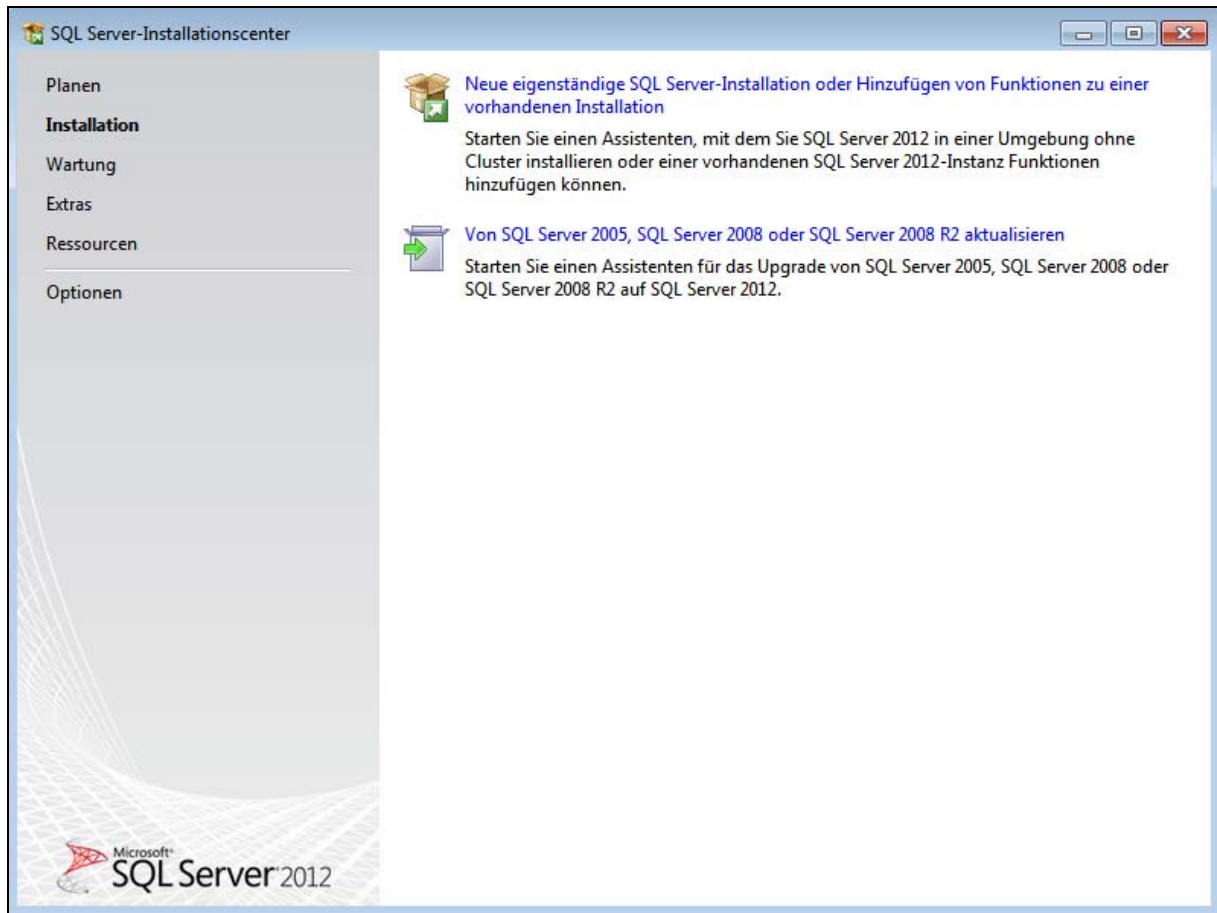 SQL Server-Installationscenter
Planen
Installation
Wartung
Extras
Ressourcen
Optionen
Neue eigenständige SQL Server-Installation oder Hinzufügen von Funktionen zu einer
vorhandenen Installation
Starten Sie einen Assistenten, mit dem Sie SQL Server 2012 in einer Umgebung ohne
Cluster installieren oder einer vorhandenen SQL Server 2012-Instanz Funktionen
hinzufügen können.
Von SQL Server 2005, SQL Server 2008 oder SQL Server 2008 R2 aktualisieren
Starten Sie einen Assistenten für das Upgrade von SQL Server 2005, SQL Server 2008 oder
SQL Server 2008 R2 auf SQL Server 2012.
Microsoft®
SQL Server® 2012